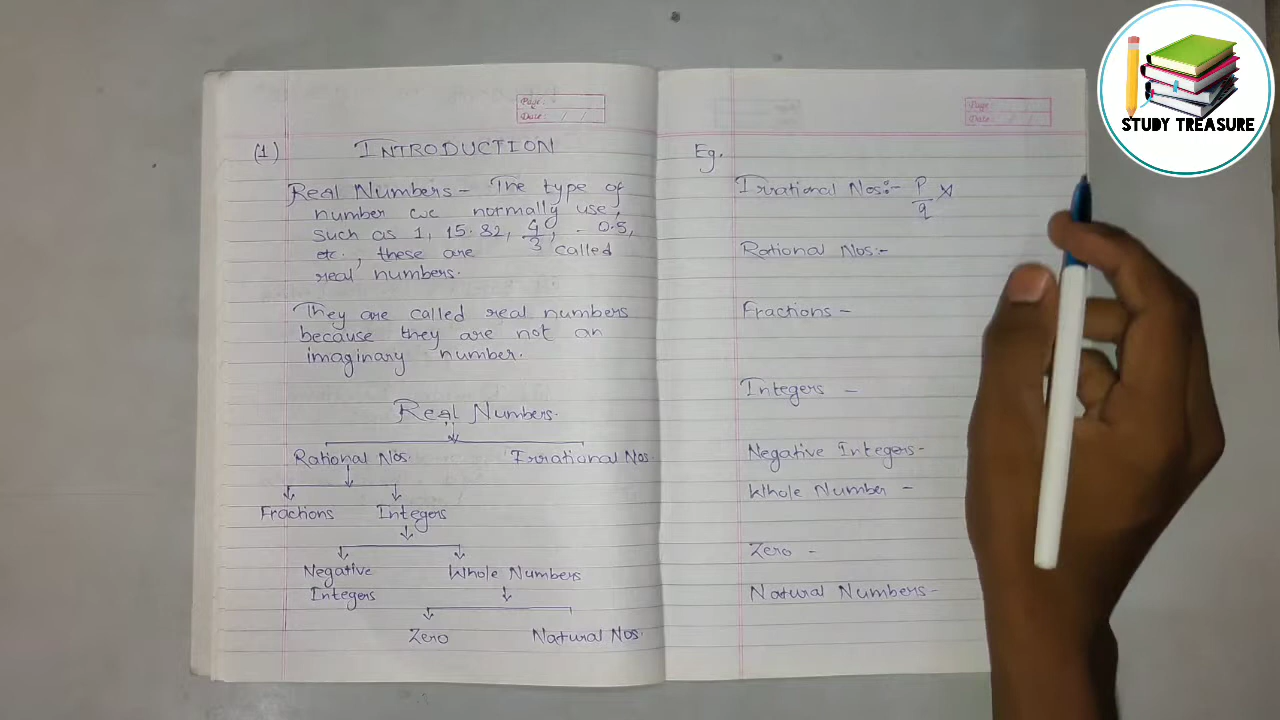 STUDY TREASURE
Page:
Date: / /
(1) INTRODUCTION
Real Numbers - The type of
number we normally use,
such as 1, 15.82, 4/3, - 0.5,
etc., these are called
real numbers.
They are called real numbers
because they are not an
imaginary number.
Real Numbers.
Rational Nos. Irrational Nos.
Fractions Integers
Negative Whole Numbers
Integers
Zero Natural Nos.
Page:
Date:
Eg.
Irrational Nos:- p/q ×
Rational Nos:-
Fractions -
Integers -
Negative Integers-
Whole Number -
Zero -
Natural Numbers-